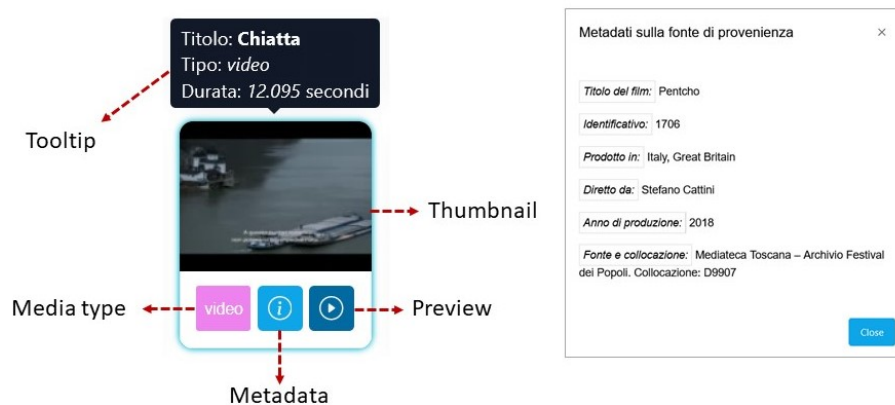 Titolo: Chiatta
Tipo: video
Durata: 12.095 secondi
Tooltip
Thumbnail
Media type
video
Preview
Metadata
Metadati sulla fonte di provenienza
×
Titolo del film: Pentcho
Identificativo: 1706
Prodotto in: Italy, Great Britain
Diretto da: Stefano Cattini
Anno di produzione: 2018
Fonte e collocazione: Mediateca Toscana – Archivio Festival
dei Popoli. Collocazione: D9907
Close